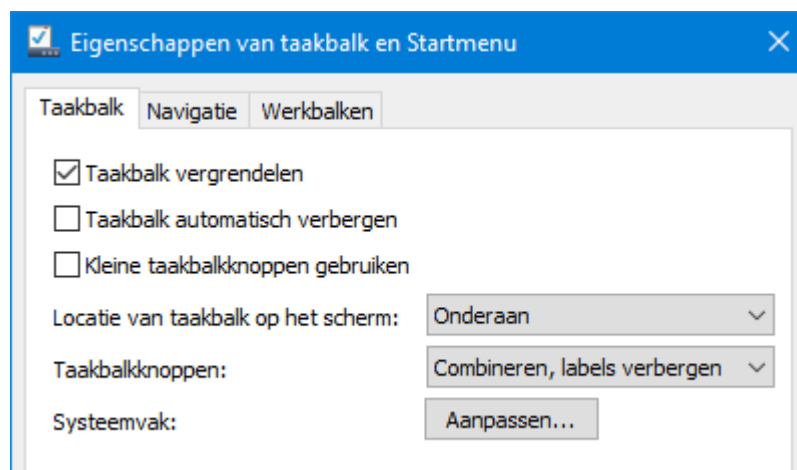 Eigenschappen van taakbalk en Startmenu
Taakbalk Navigatie Werkbalken
Taakbalk vergrendelen
Taakbalk automatisch verbergen
Kleine taakbalkknoppen gebruiken
Locatie van taakbalk op het scherm: Onderaan
Taakbalkknoppen: Combineren, labels verbergen
Systeemvak: Aanpassen...